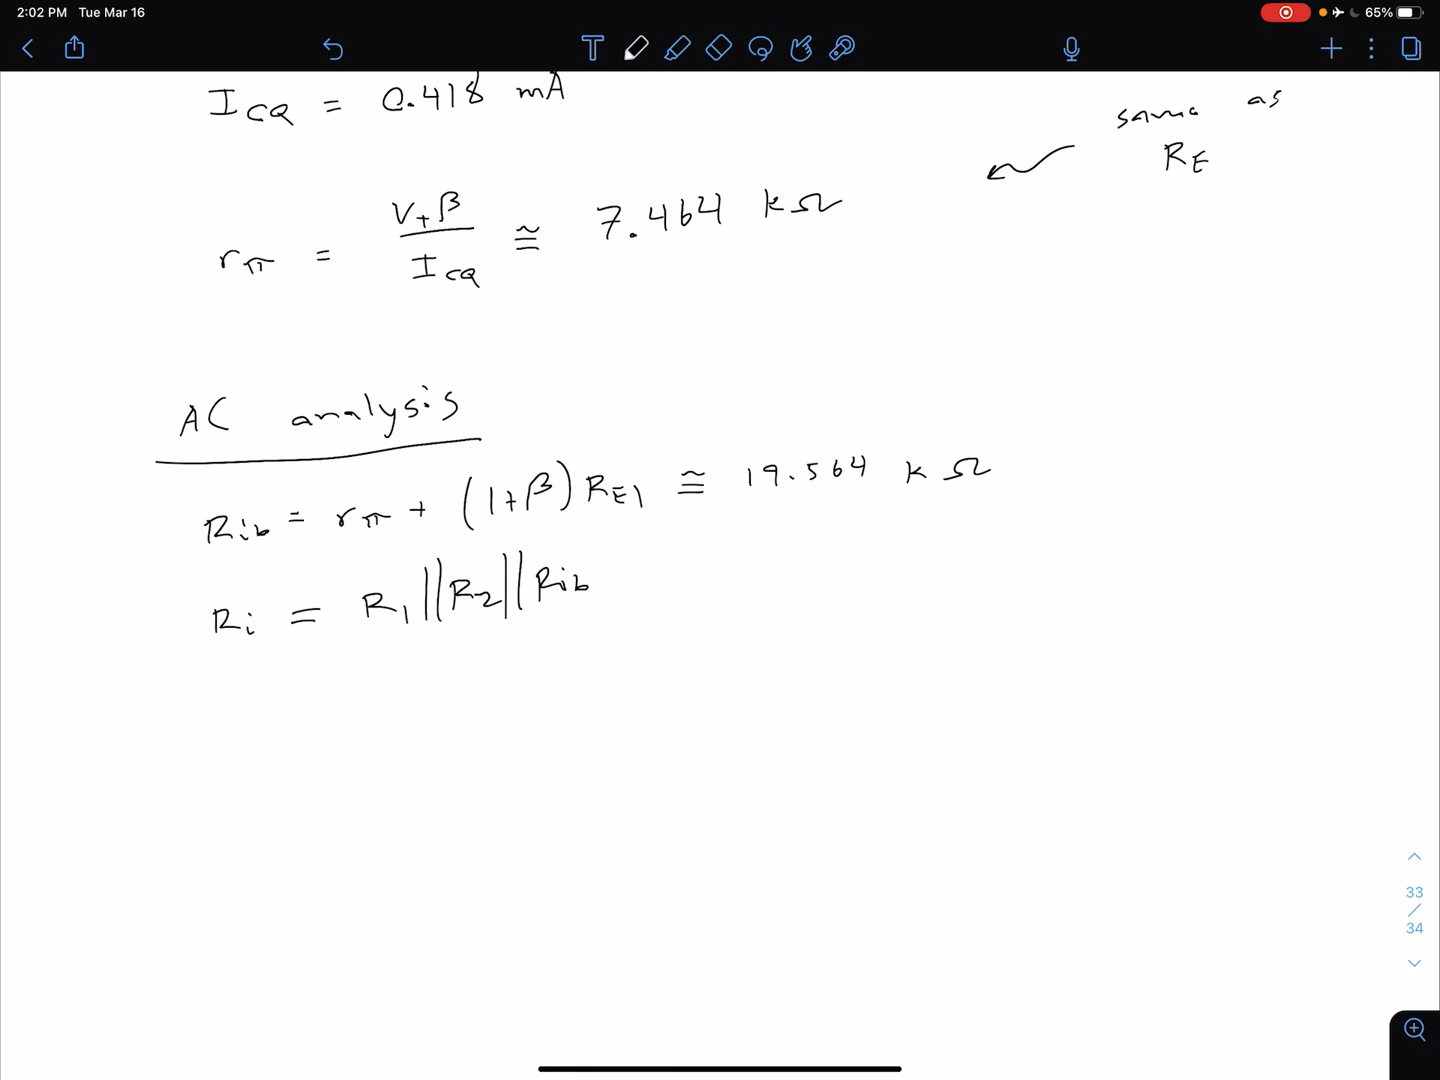 2:02 PM Tue Mar 16
65%
I_CQ = 0.418 mA
same as
R_E
r_π = V_T β / I_CQ ≅ 7.464 kΩ
AC analysis
R_ib = r_π + (1+β) R_E1 ≅ 19.564 kΩ
R_i = R_1 || R_2 || R_ib
33
/
34